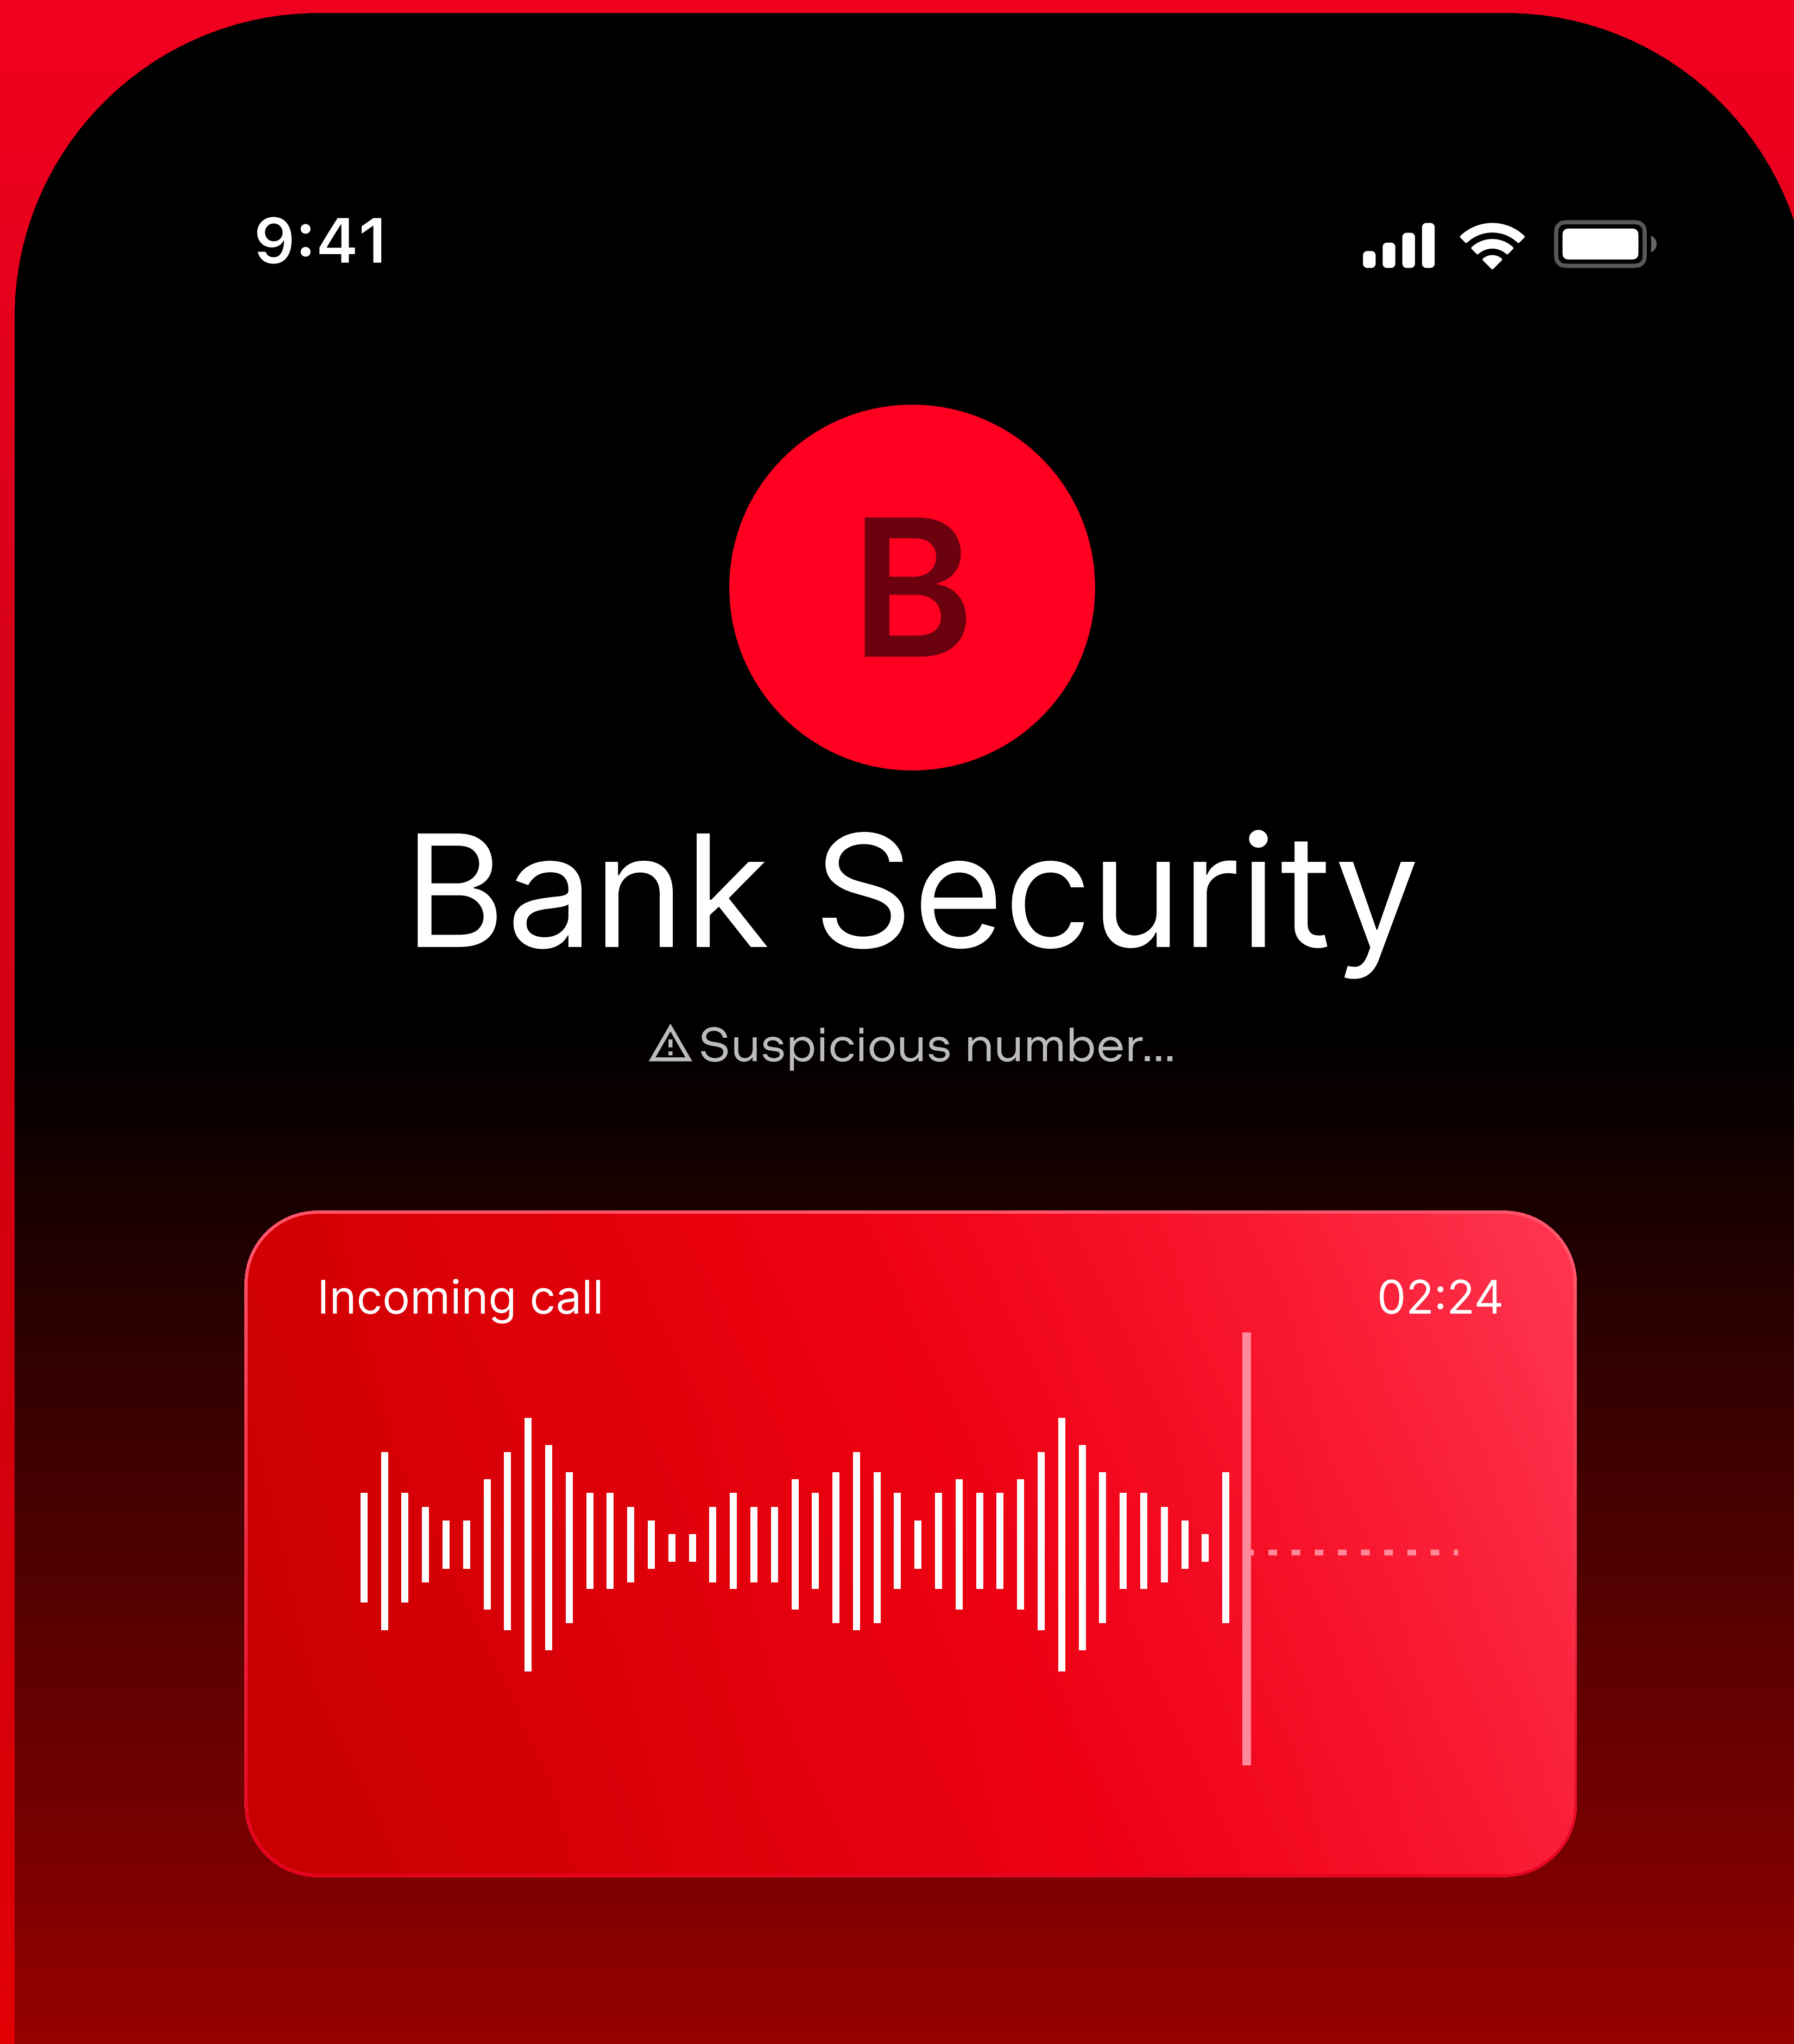 9:41
B
Bank Security
Suspicious number...
Incoming call
02:24